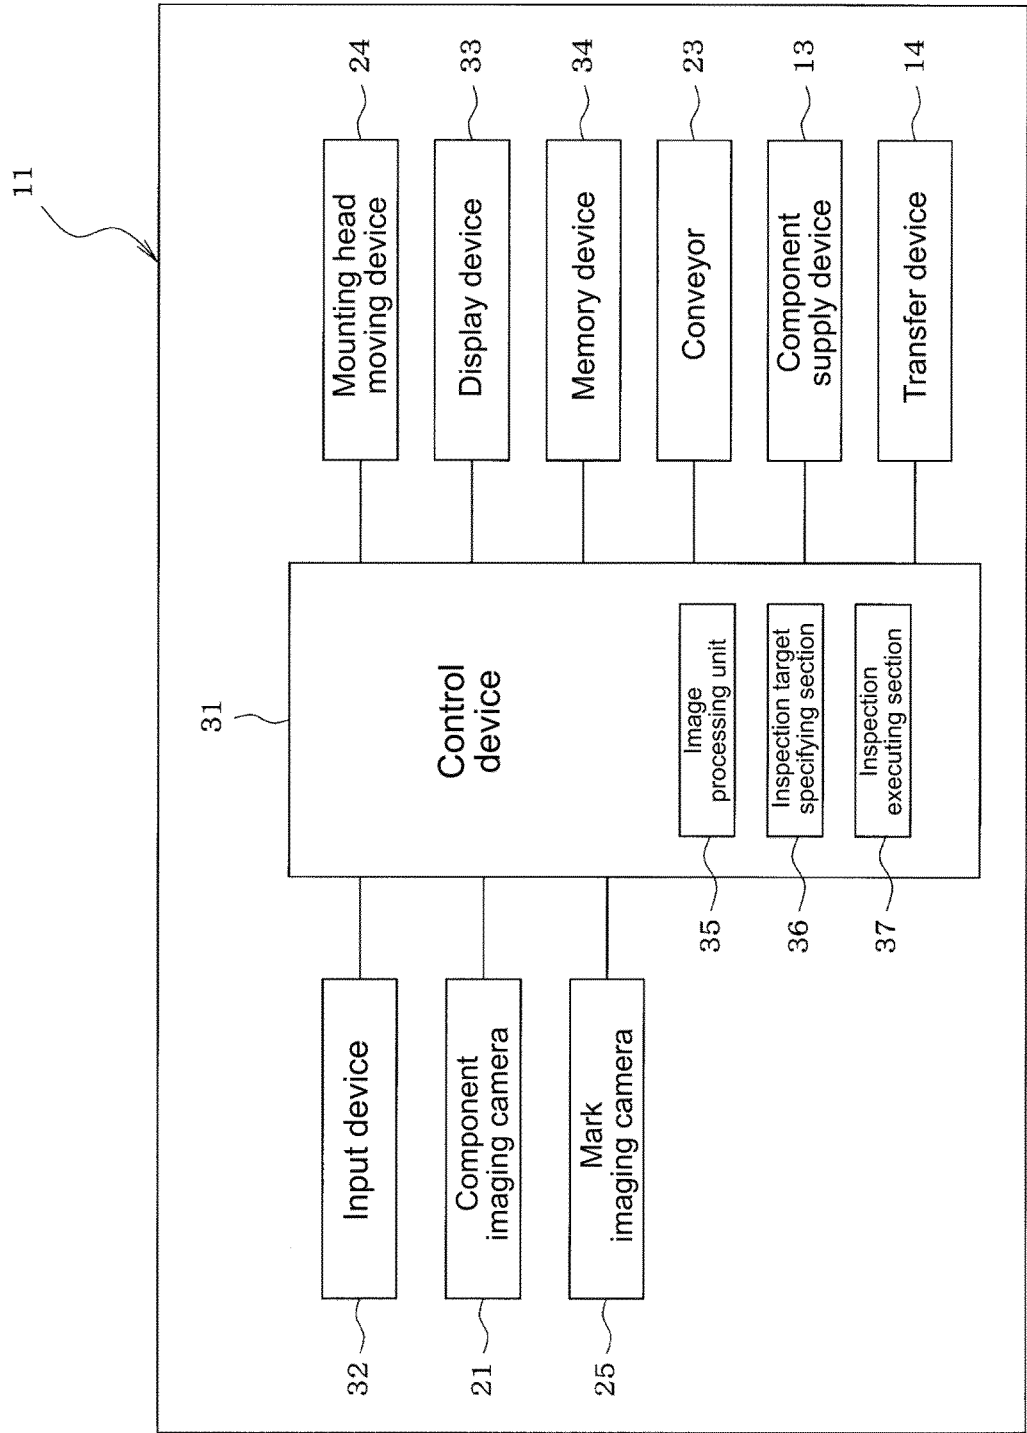 11
31
32
Input device
21
Component
imaging camera
25
Mark
imaging camera
Control
device
35
Image
processing unit
36
Inspection target
specifying section
37
Inspection
executing section
Mounting head
moving device
24
Display device
33
Memory device
34
Conveyor
23
Component
supply device
13
Transfer device
14